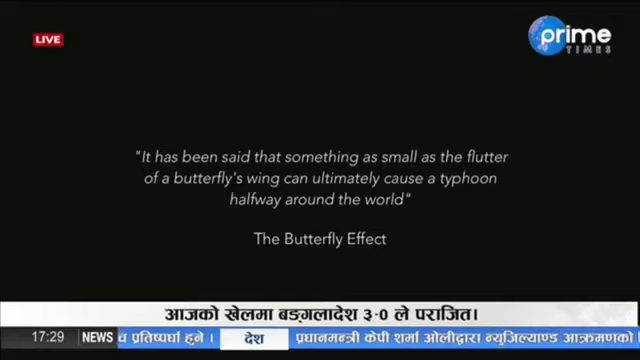 LIVE
prime
TIMES
"It has been said that something as small as the flutter
of a butterfly's wing can ultimately cause a typhoon
halfway around the world"
The Butterfly Effect
आजको खेलमा बङ्गलादेश ३-० ले पराजित।
17:29 NEWS प्रतिष्पर्धा हुने । देश प्रधानमन्त्री केपी शर्मा ओलीद्वारा न्युजिल्याण्ड आक्रमणको